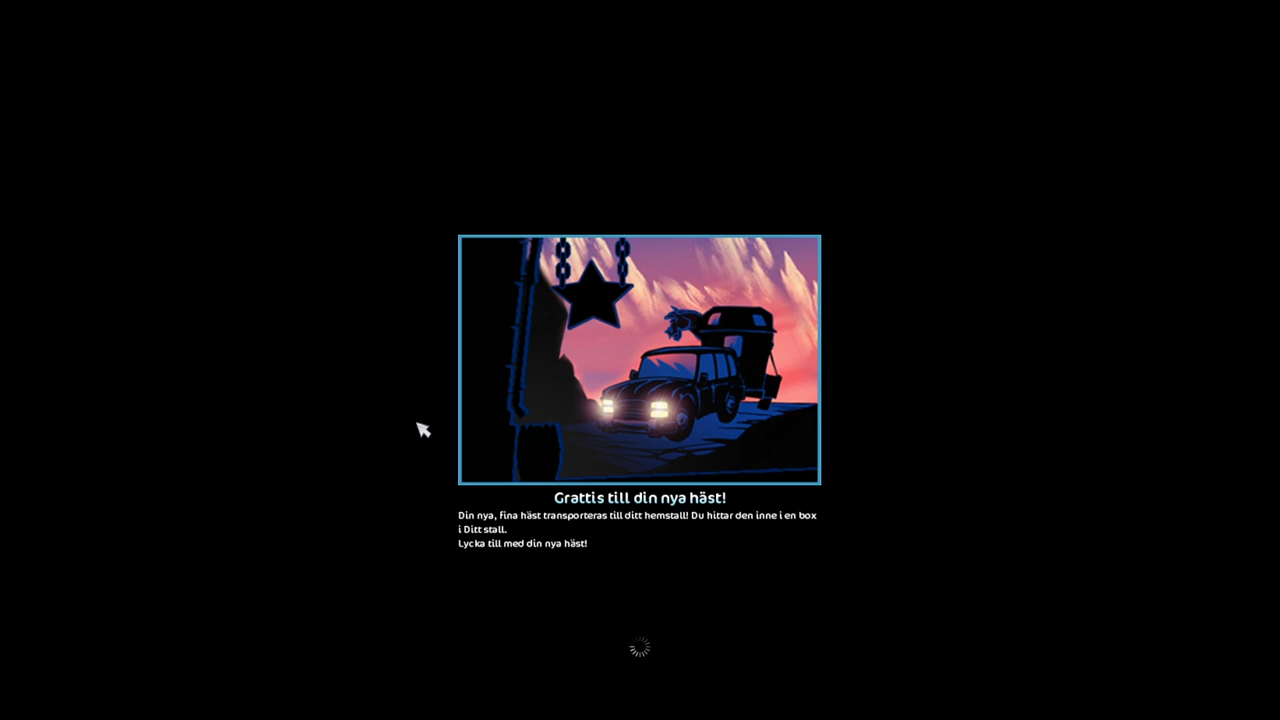 Grattis till din nya häst!
Din nya, fina häst transporteras till ditt hemstall! Du hittar den inne i en box
i Ditt stall.
Lycka till med din nya häst!